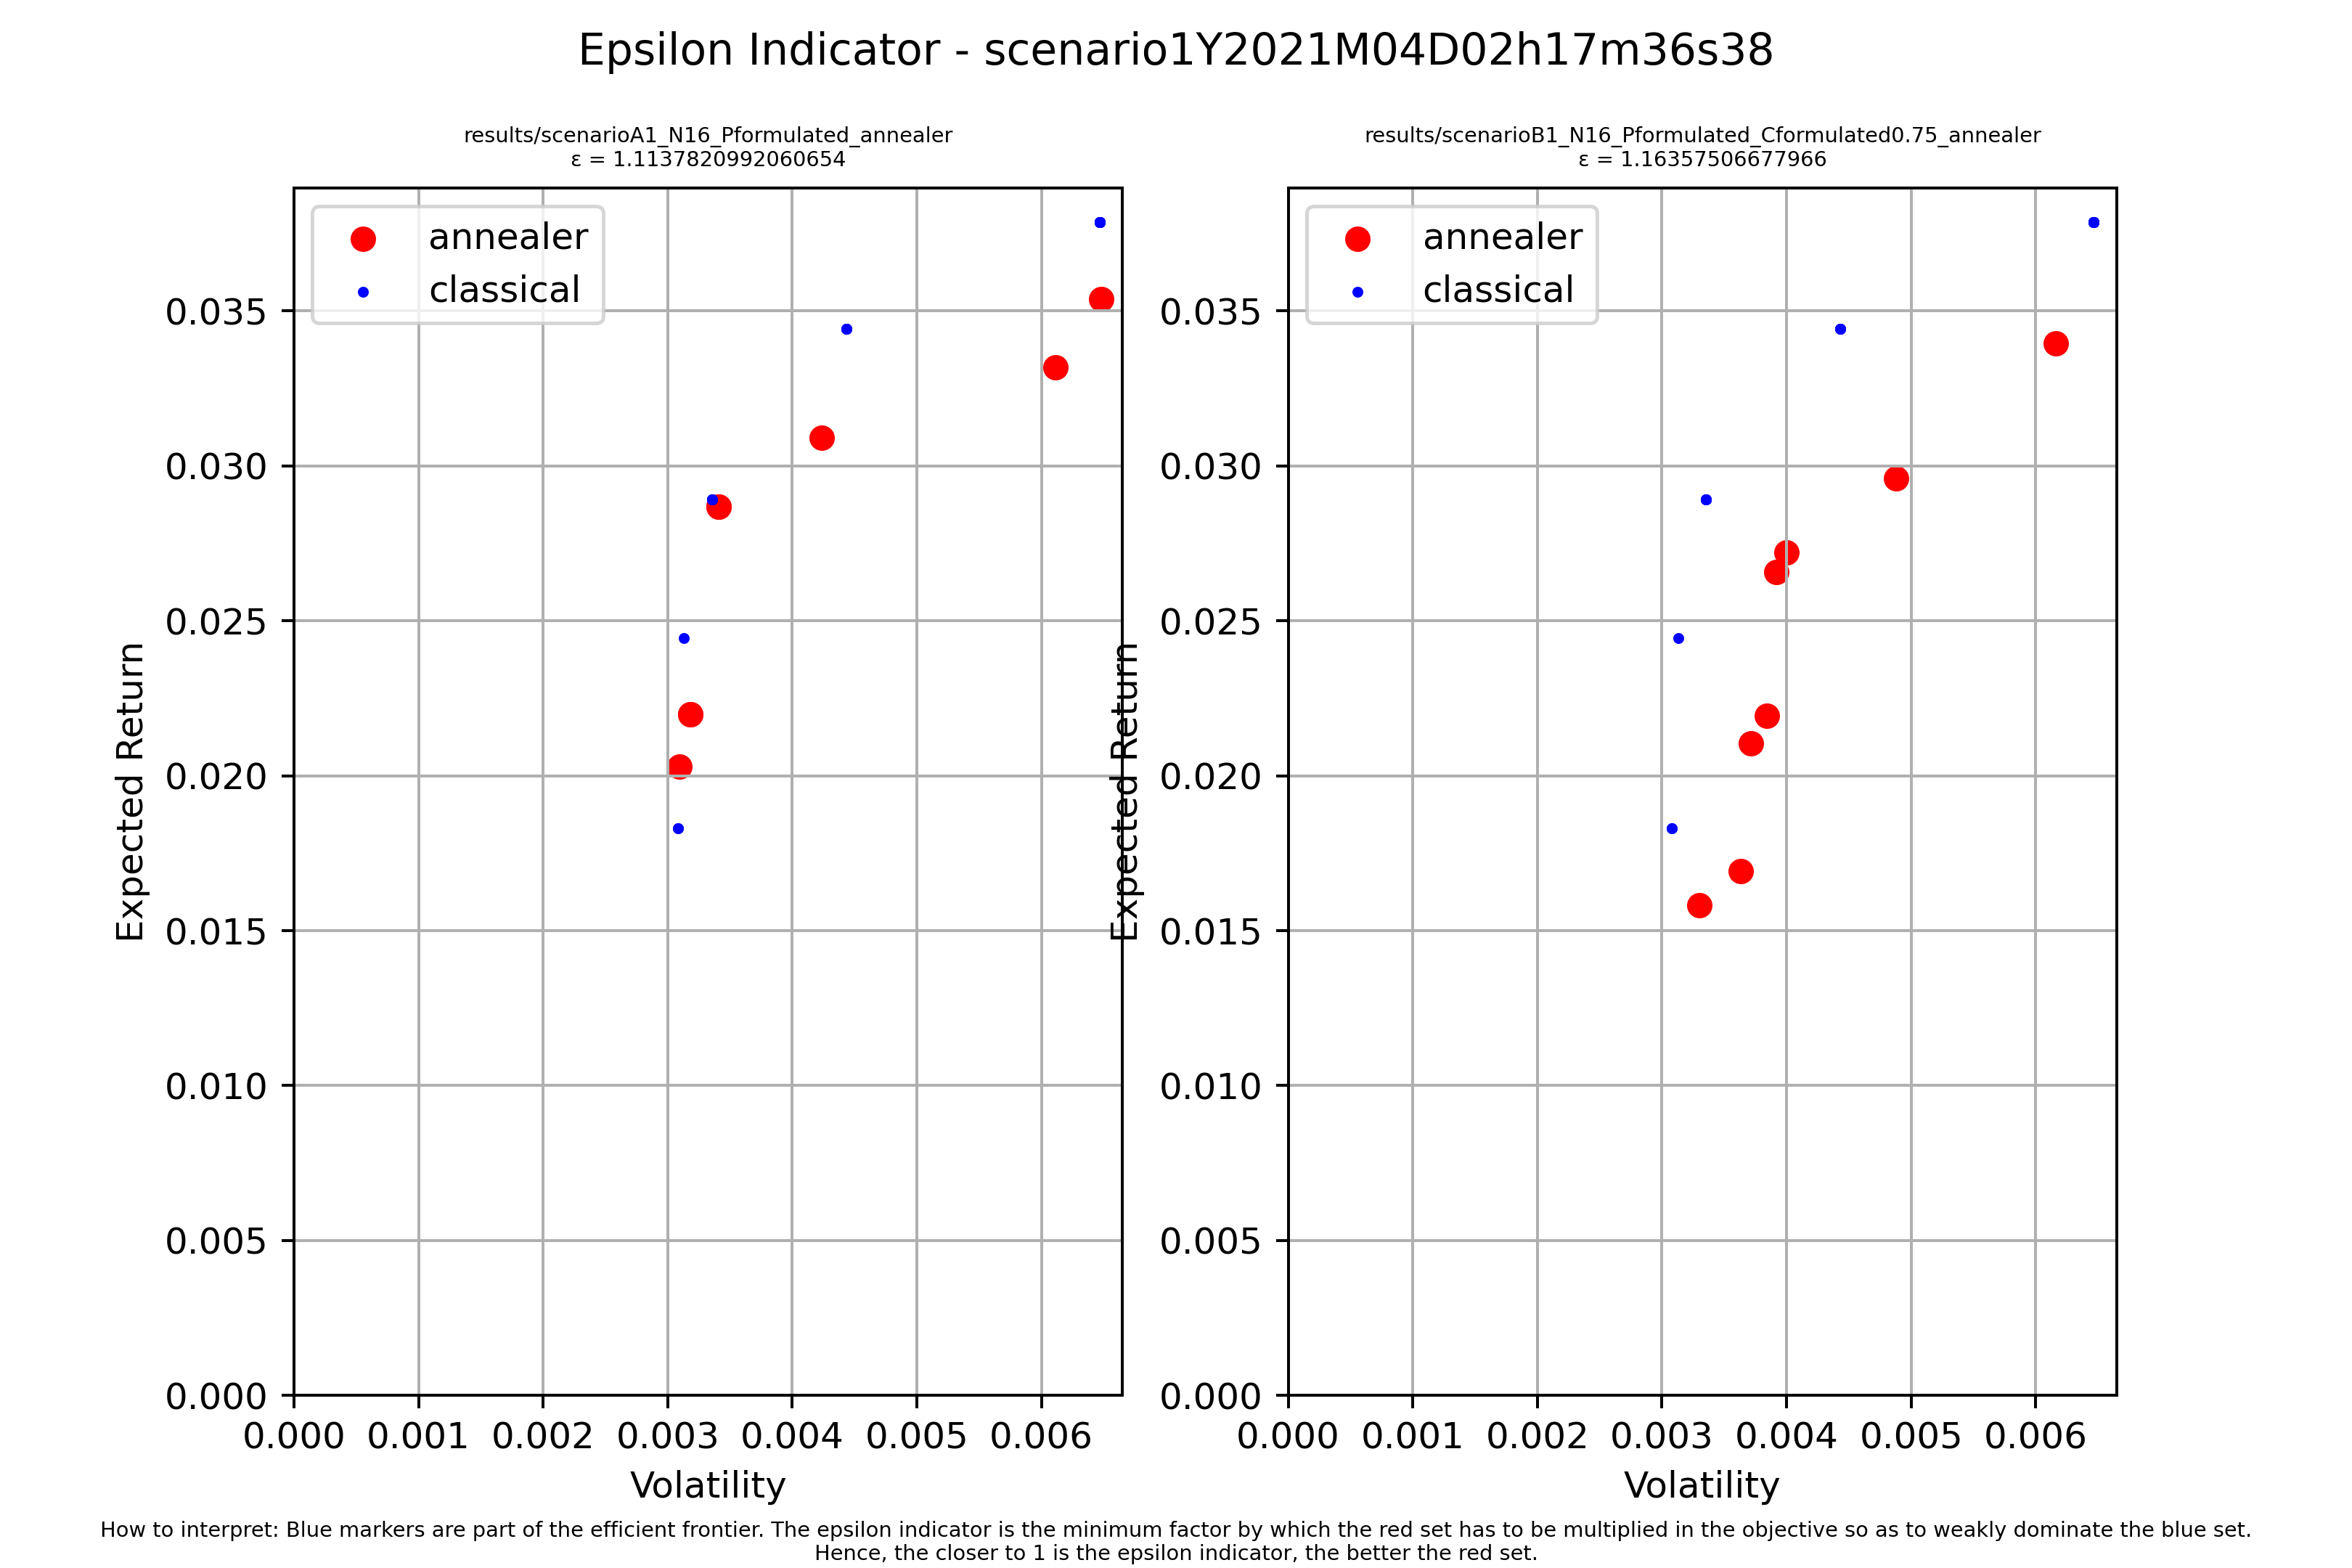 Epsilon Indicator - scenario1Y2021M04D02h17m36s38
results/scenarioA1_N16_Pformulated_annealer
ε = 1.1137820992060654
annealer
classical
0.035
0.030
0.025
0.020
0.015
0.010
0.005
0.000
Expected Return
0.000 0.001 0.002 0.003 0.004 0.005 0.006
Volatility
results/scenarioB1_N16_Pformulated_Cformulated0.75_annealer
ε = 1.16357506677966
annealer
classical
0.035
0.030
0.025
0.020
0.015
0.010
0.005
0.000
Expected Return
0.000 0.001 0.002 0.003 0.004 0.005 0.006
Volatility
How to interpret: Blue markers are part of the efficient frontier. The epsilon indicator is the minimum factor by which the red set has to be multiplied in the objective so as to weakly dominate the blue set.
Hence, the closer to 1 is the epsilon indicator, the better the red set.